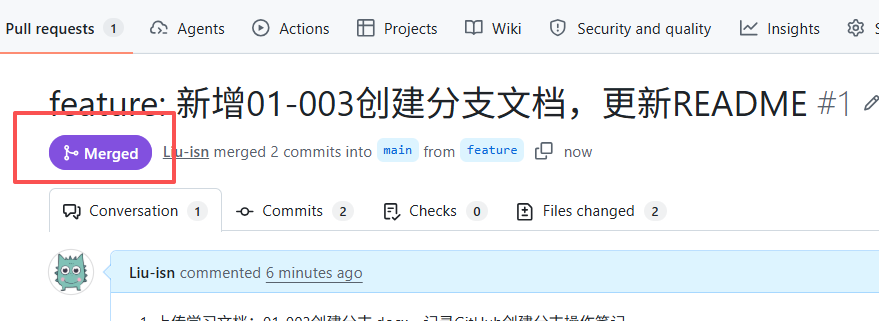 Pull requests 1 Agents Actions Projects Wiki Security and quality Insights
feature: 新增01-003创建分支文档，更新README #1
Merged Liu-isn merged 2 commits into main from feature now
Conversation 1 Commits 2 Checks 0 Files changed 2
Liu-isn commented 6 minutes ago